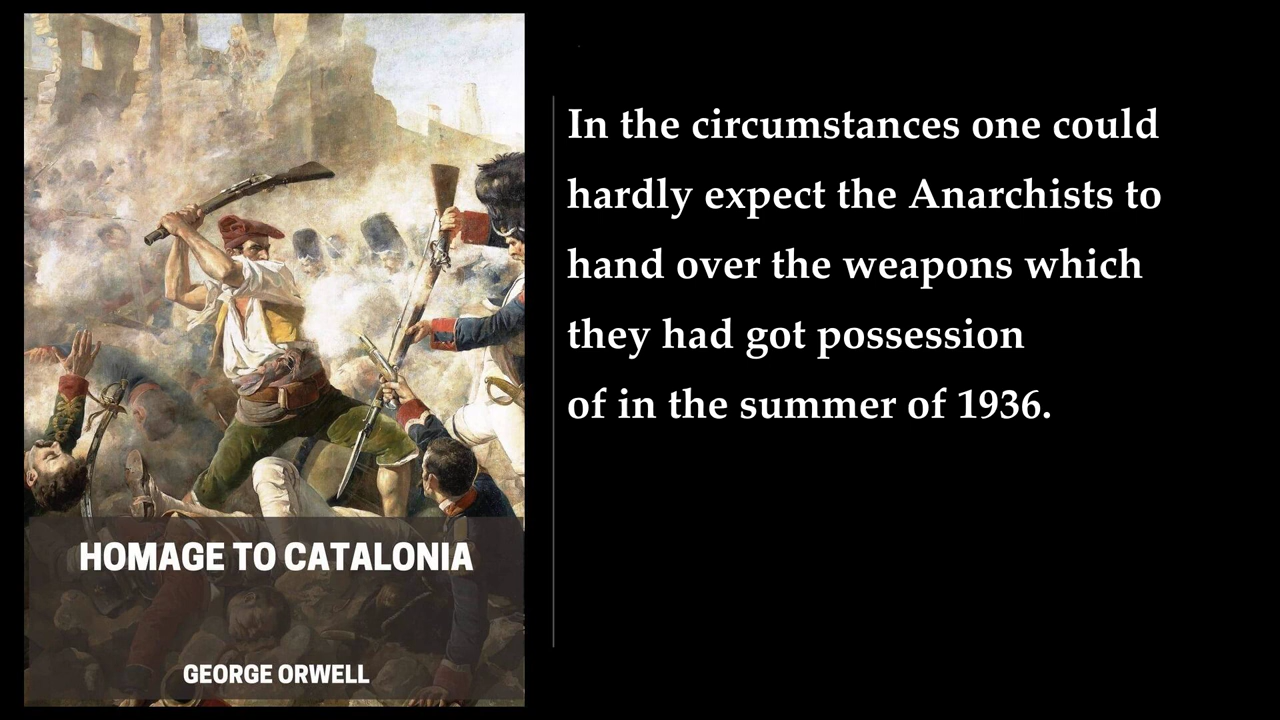 HOMAGE TO CATALONIA
GEORGE ORWELL
In the circumstances one could
hardly expect the Anarchists to
hand over the weapons which
they had got possession
of in the summer of 1936.